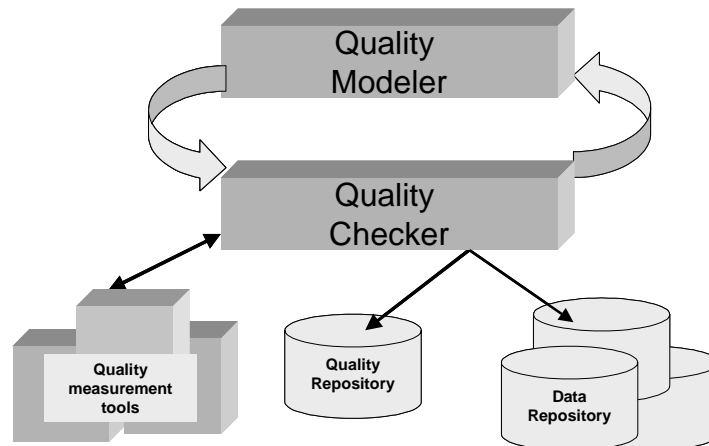 Quality
Modeler
Quality
Checker
Quality
measurement
tools
Quality
Repository
Data
Repository